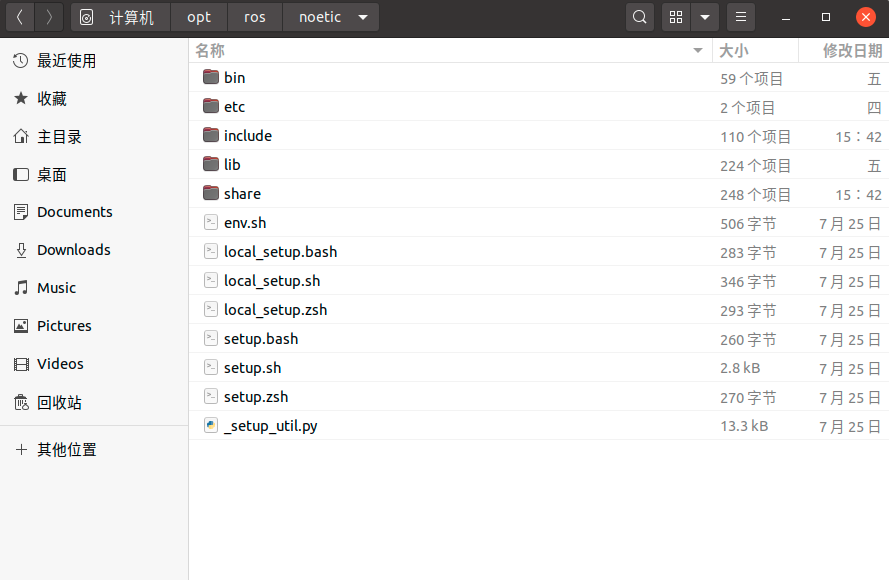 计算机 opt ros noetic
最近使用
收藏
主目录
桌面
Documents
Downloads
Music
Pictures
Videos
回收站
其他位置
名称 大小 修改日期
bin 59 个项目 五
etc 2 个项目 四
include 110 个项目 15:42
lib 224 个项目 五
share 248 个项目 15:42
env.sh 506 字节 7 月 25 日
local_setup.bash 283 字节 7 月 25 日
local_setup.sh 346 字节 7 月 25 日
local_setup.zsh 293 字节 7 月 25 日
setup.bash 260 字节 7 月 25 日
setup.sh 2.8 kB 7 月 25 日
setup.zsh 270 字节 7 月 25 日
_setup_util.py 13.3 kB 7 月 25 日